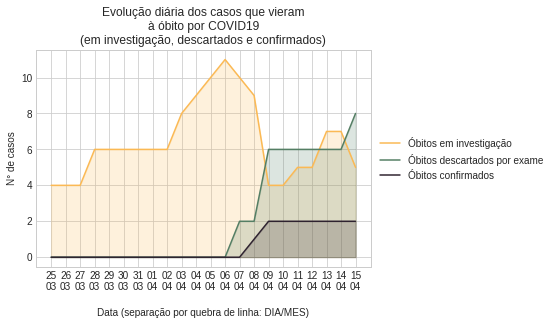 Evolução diária dos casos que vieram
à óbito por COVID19
(em investigação, descartados e confirmados)
N° de casos
10
8
6
4
2
0
Óbitos em investigação
Óbitos descartados por exame
Óbitos confirmados
25 26 27 28 29 30 31 01 02 03 04 05 06 07 08 09 10 11 12 13 14 15
03 03 03 03 03 03 03 04 04 04 04 04 04 04 04 04 04 04 04 04 04 04
Data (separação por quebra de linha: DIA/MES)